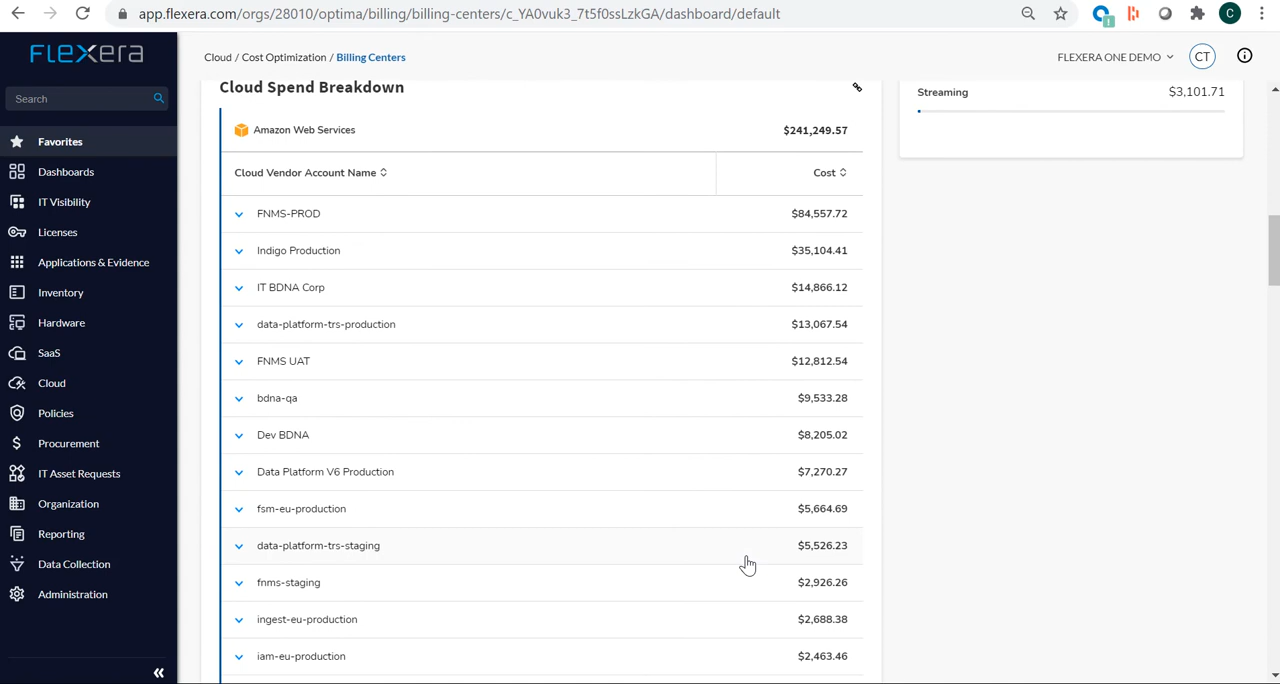 app.flexera.com/orgs/28010/optima/billing/billing-centers/c_YA0vuk3_7t5f0ssLzkGA/dashboard/default
1
C
FLEXERA
Cloud / Cost Optimization / Billing Centers
FLEXERA ONE DEMO
CT
Search
Favorites
Dashboards
IT Visibility
Licenses
Applications & Evidence
Inventory
Hardware
SaaS
Cloud
Policies
Procurement
IT Asset Requests
Organization
Reporting
Data Collection
Administration
Cloud Spend Breakdown
Amazon Web Services $241,249.57
Cloud Vendor Account Name Cost
FNMS-PROD $84,557.72
Indigo Production $35,104.41
IT BDNA Corp $14,866.12
data-platform-trs-production $13,067.54
FNMS UAT $12,812.54
bdna-qa $9,533.28
Dev BDNA $8,205.02
Data Platform V6 Production $7,270.27
fsm-eu-production $5,664.69
data-platform-trs-staging $5,526.23
fnms-staging $2,926.26
ingest-eu-production $2,688.38
iam-eu-production $2,463.46
Streaming $3,101.71